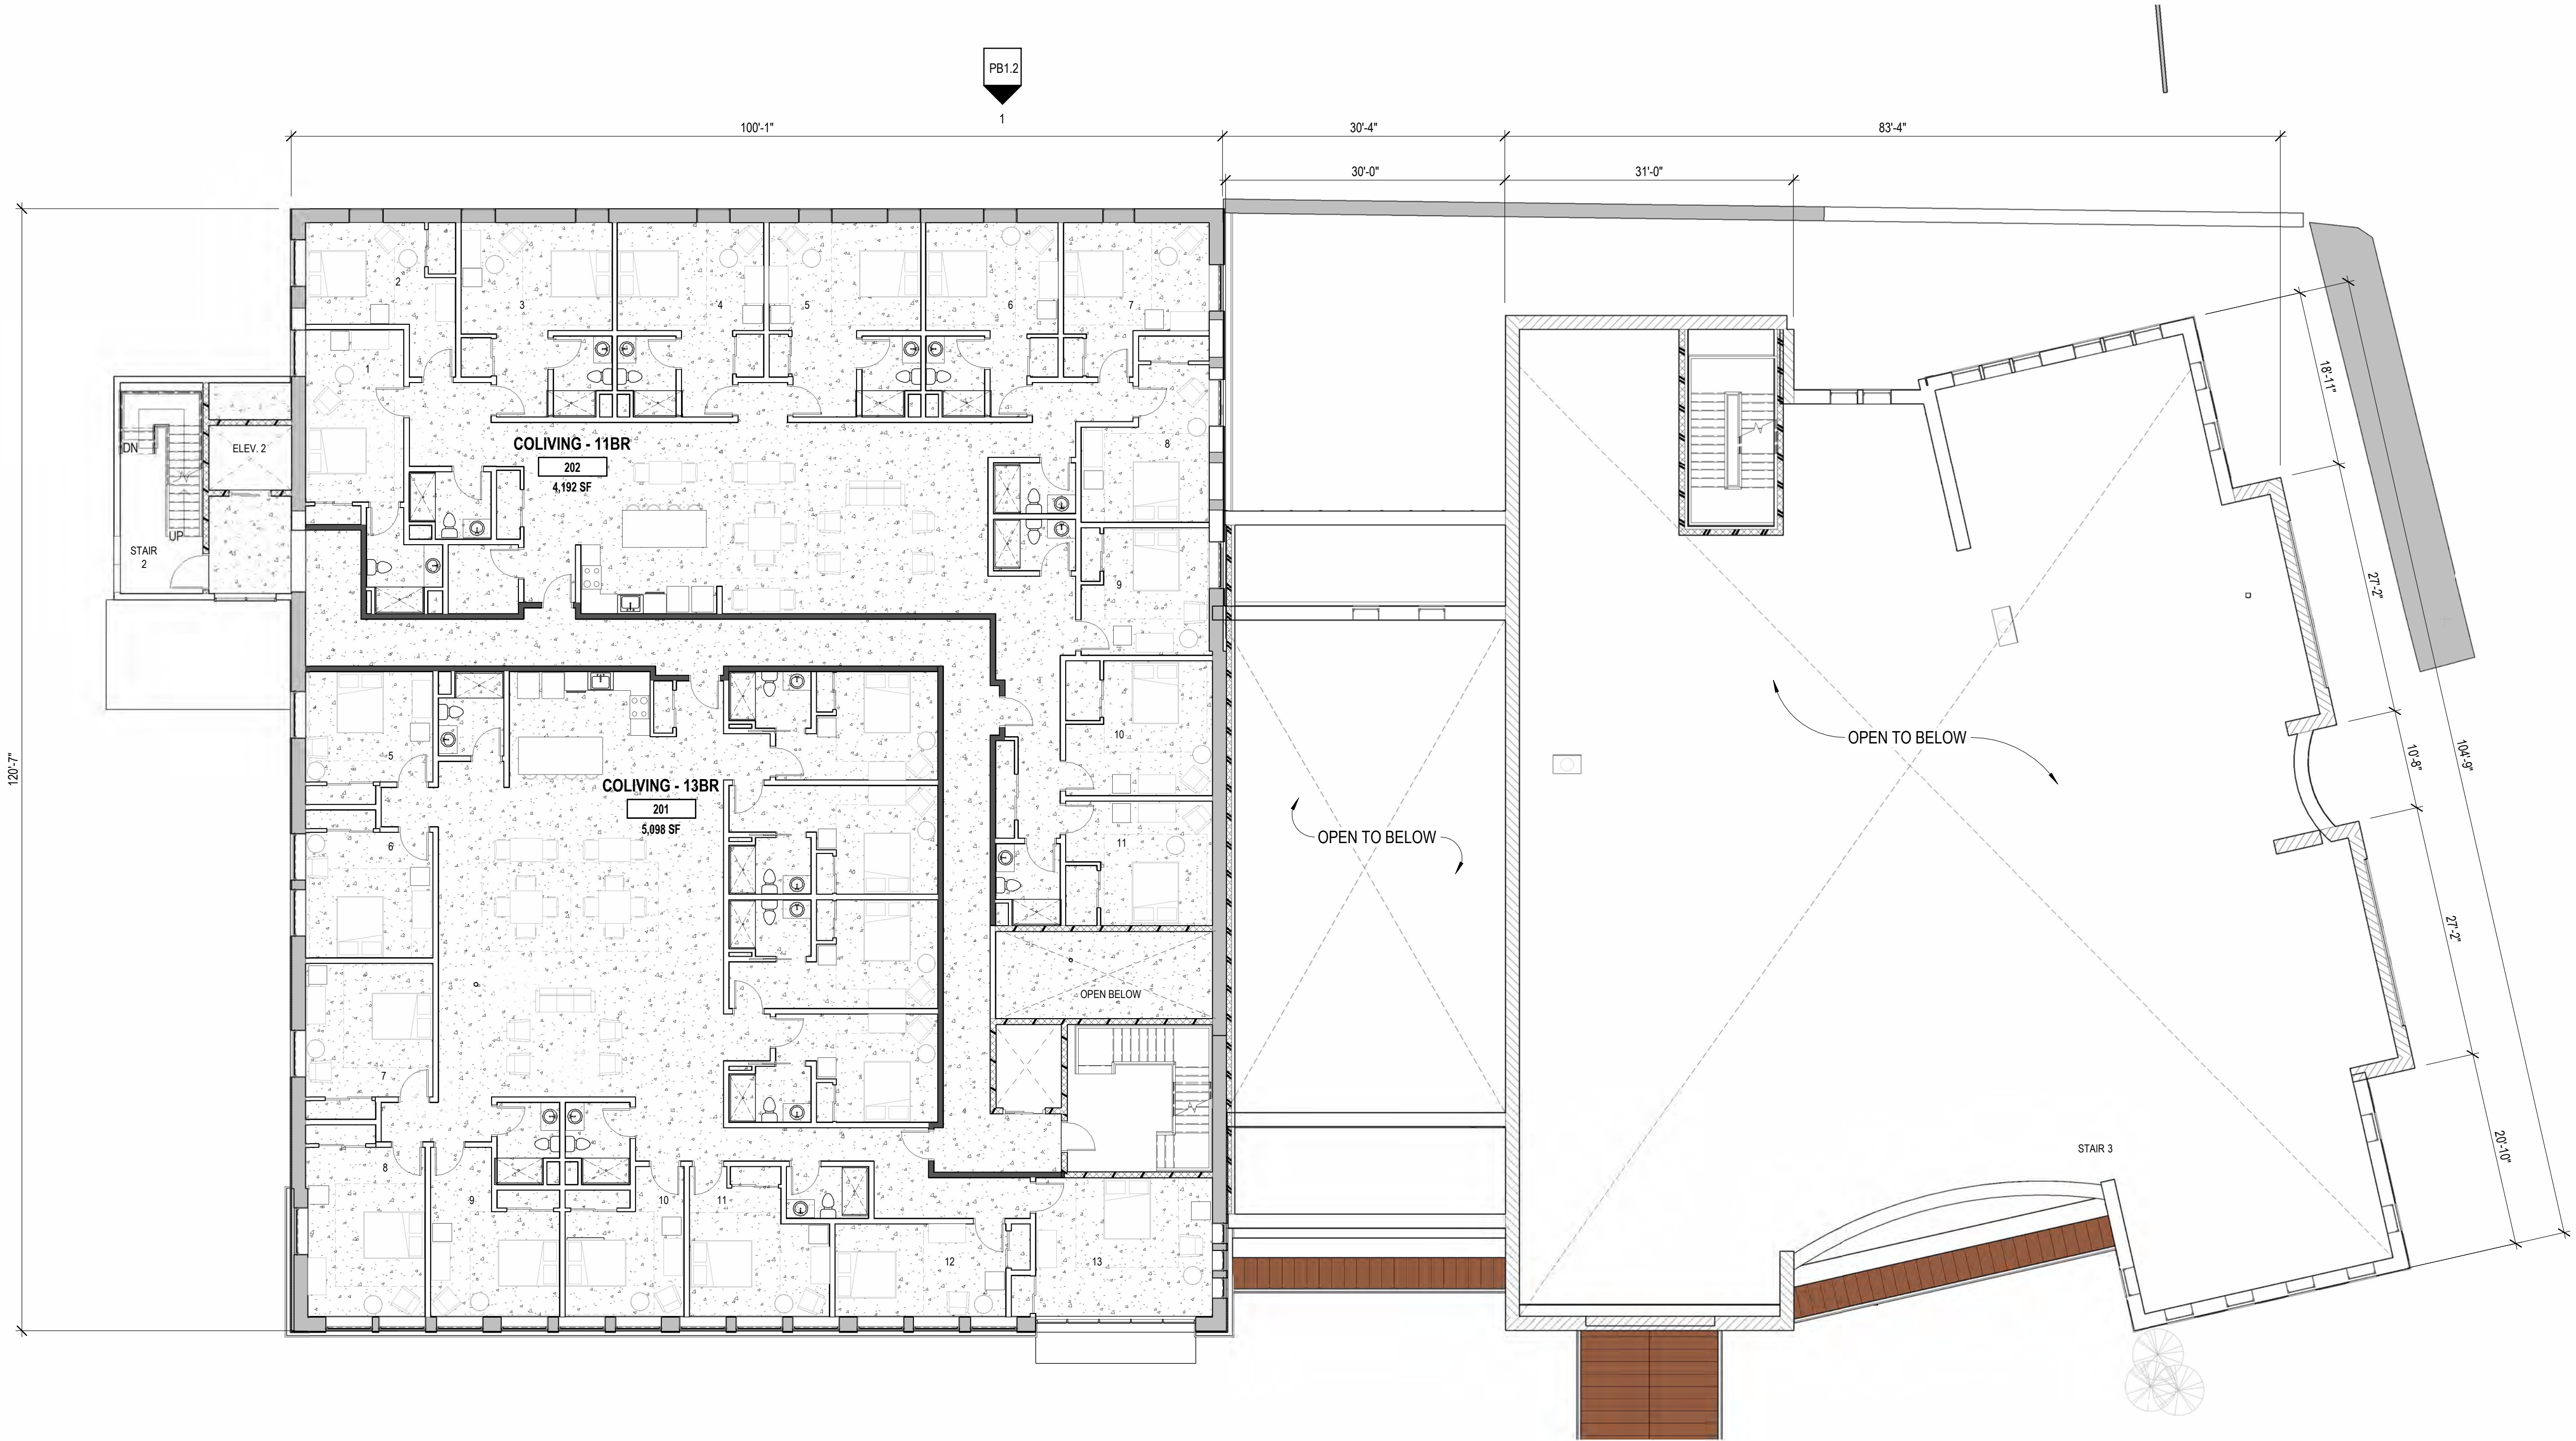 PB1.2
1
100'-1"
30'-4"
83'-4"
30'-0"
31'-0"
2
3
4
5
6
7
1
8
18'-11"
COLIVING - 11BR
202
4,192 SF
DN
ELEV. 2
UP
STAIR
2
9
27'-2"
10
5
OPEN TO BELOW
10'-8"
104'-9"
120'-7"
COLIVING - 13BR
201
5,098 SF
OPEN TO BELOW
6
11
27'-2"
OPEN BELOW
7
STAIR 3
20'-10"
8
9
10
11
12
13